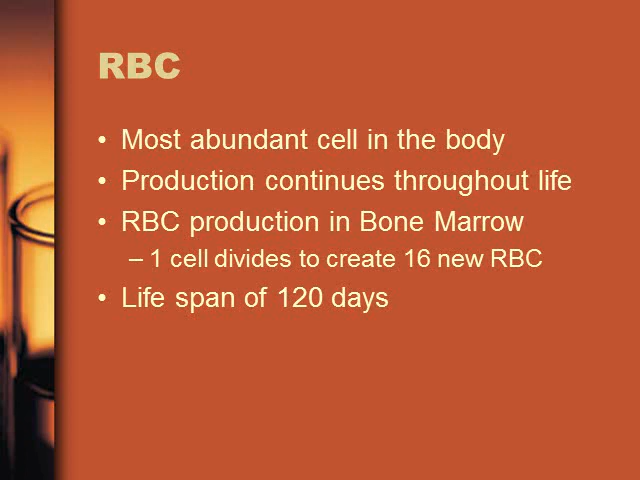 RBC
• Most abundant cell in the body
• Production continues throughout life
• RBC production in Bone Marrow
– 1 cell divides to create 16 new RBC
• Life span of 120 days